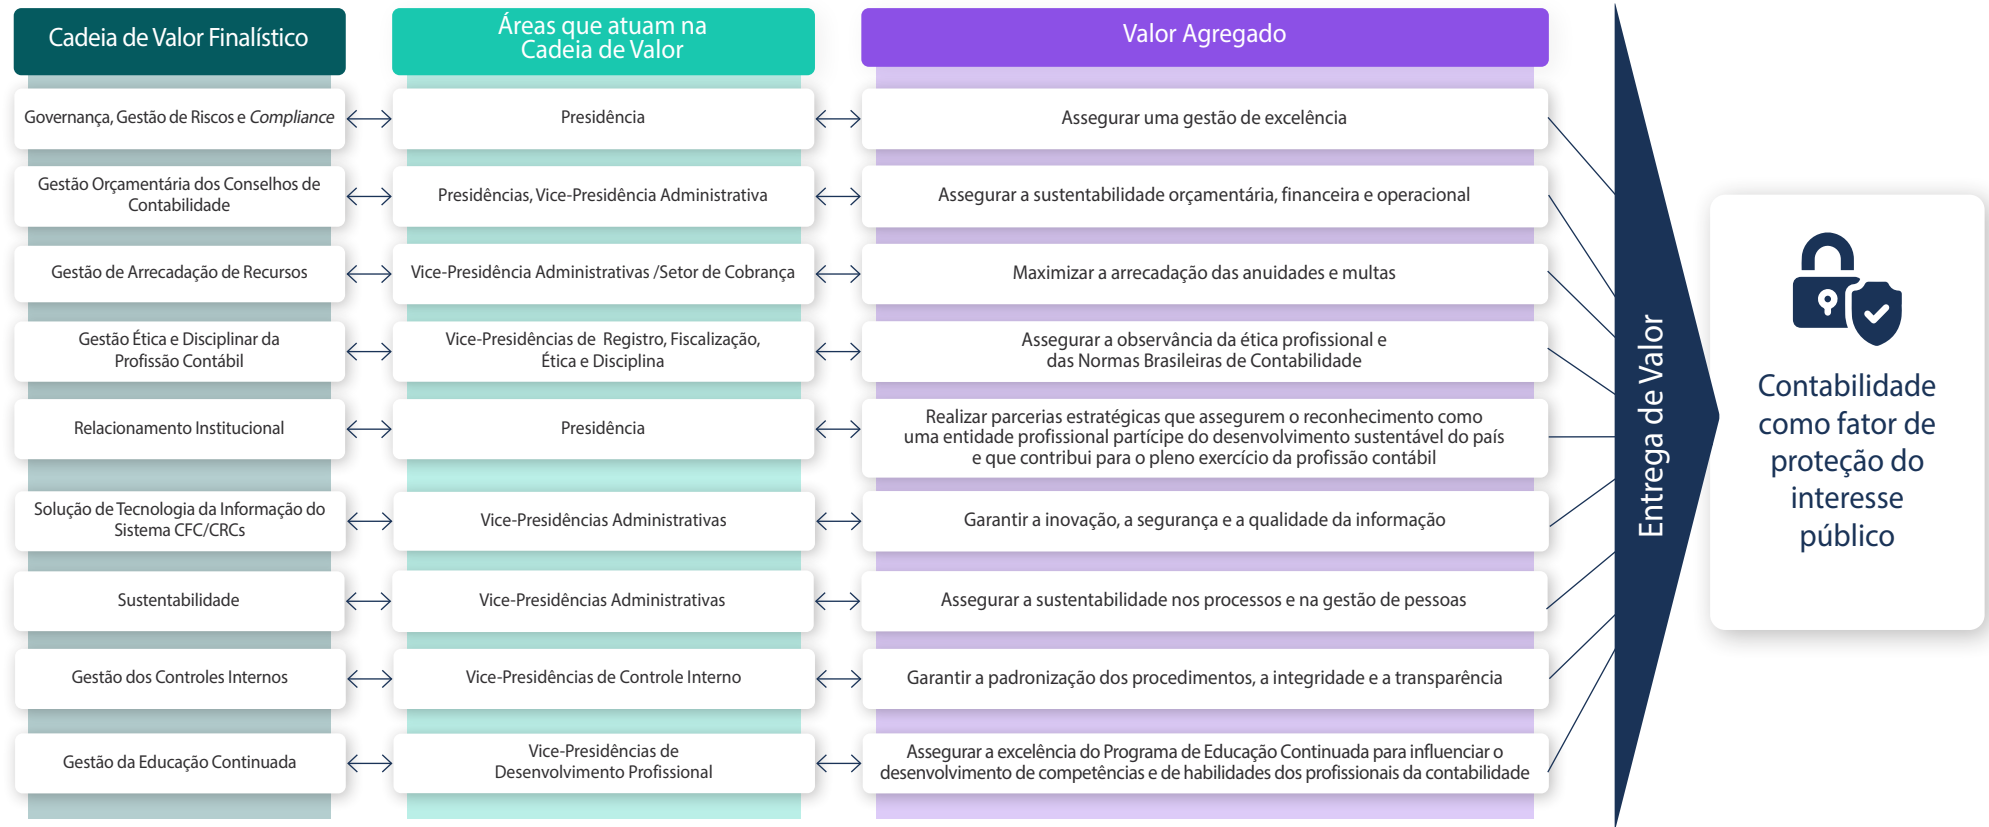 Cadeia de Valor Finalístico
Áreas que atuam na
Cadeia de Valor
Valor Agregado
Governança, Gestão de Riscos e Compliance
Presidência
Assegurar uma gestão de excelência
Gestão Orçamentária dos Conselhos de
Contabilidade
Presidências, Vice-Presidência Administrativa
Assegurar a sustentabilidade orçamentária, financeira e operacional
Gestão de Arrecadação de Recursos
Vice-Presidência Administrativas /Setor de Cobrança
Maximizar a arrecadação das anuidades e multas
Gestão Ética e Disciplinar da
Profissão Contábil
Vice-Presidências de Registro, Fiscalização,
Ética e Disciplina
Assegurar a observância da ética profissional e
das Normas Brasileiras de Contabilidade
Relacionamento Institucional
Presidência
Realizar parcerias estratégicas que assegurem o reconhecimento como
uma entidade profissional partícipe do desenvolvimento sustentável do país
e que contribui para o pleno exercício da profissão contábil
Solução de Tecnologia da Informação do
Sistema CFC/CRCs
Vice-Presidências Administrativas
Garantir a inovação, a segurança e a qualidade da informação
Sustentabilidade
Vice-Presidências Administrativas
Assegurar a sustentabilidade nos processos e na gestão de pessoas
Gestão dos Controles Internos
Vice-Presidências de Controle Interno
Garantir a padronização dos procedimentos, a integridade e a transparência
Gestão da Educação Continuada
Vice-Presidências de
Desenvolvimento Profissional
Assegurar a excelência do Programa de Educação Continuada para influenciar o
desenvolvimento de competências e de habilidades dos profissionais da contabilidade
Entrega de Valor
Contabilidade
como fator de
proteção do
interesse
público